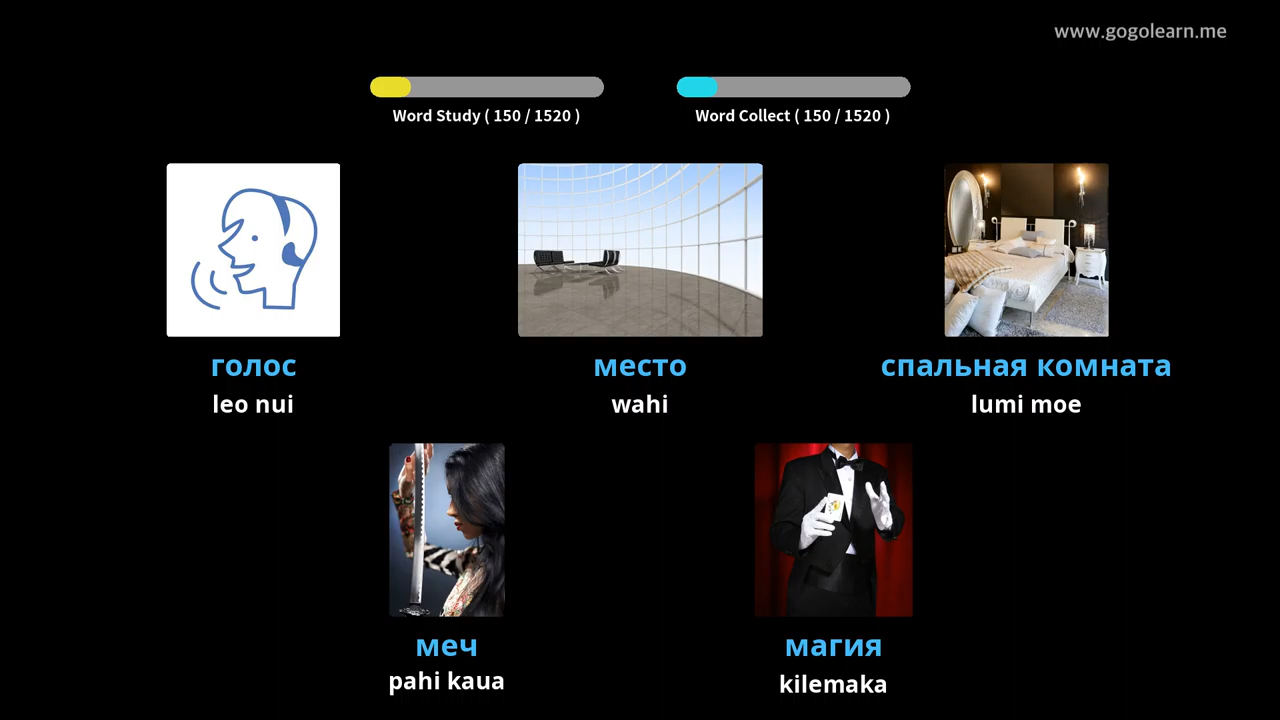 www.gogolearn.me
Word Study ( 150 / 1520 )
Word Collect ( 150 / 1520 )
голос
leo nui
место
wahi
спальная комната
lumi moe
меч
pahi kaua
магия
kilemaka